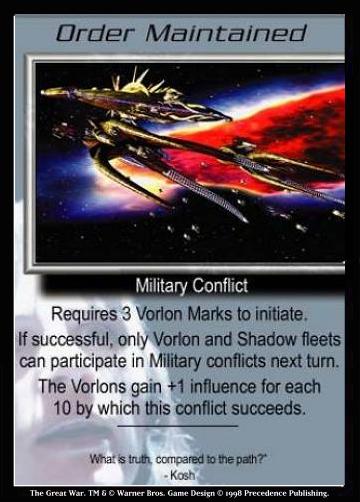 Order Maintained
Military Conflict
Requires 3 Vorlon Marks to initiate.
If successful, only Vorlon and Shadow fleets
can participate in Military conflicts next turn.
The Vorlons gain +1 influence for each
10 by which this conflict succeeds.
What is truth, compared to the path?"
- Kosh
The Great War. TM & © Warner Bros. Game Design © 1998 Precedence Publishing.